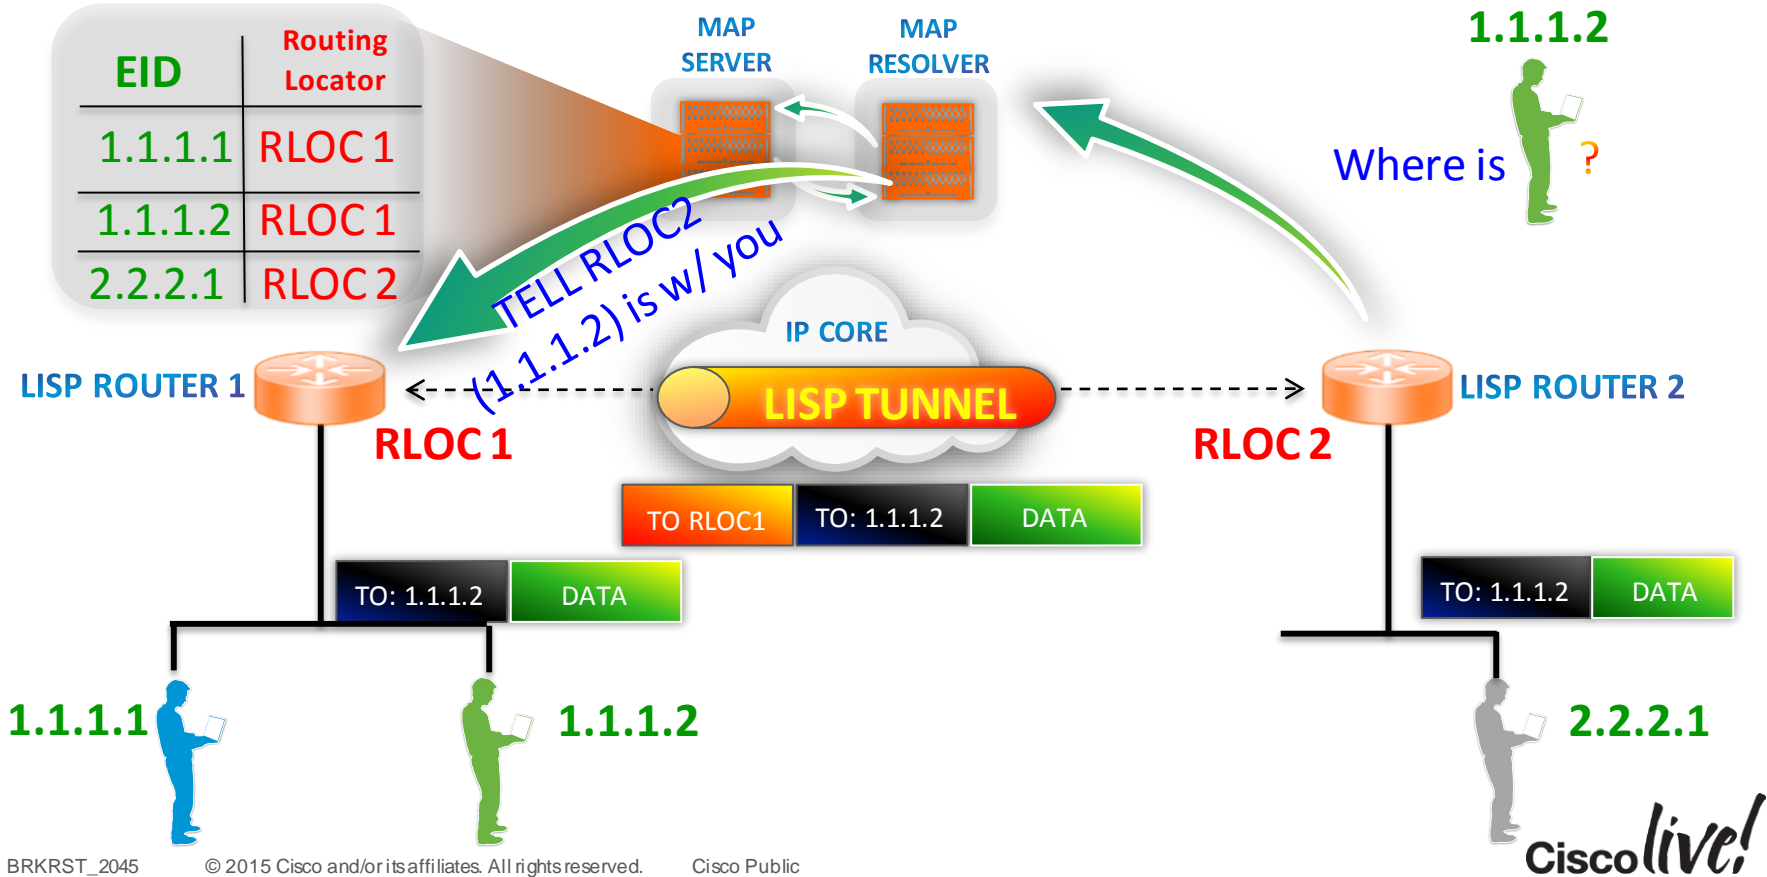 EID
Routing
Locator
1.1.1.1 RLOC 1
1.1.1.2 RLOC 1
2.2.2.1 RLOC 2
MAP
SERVER
MAP
RESOLVER
1.1.1.2
Where is ?
TELL RLOC2
(1.1.1.2) is w/ you
IP CORE
LISP ROUTER 1
LISP TUNNEL
LISP ROUTER 2
RLOC 1
RLOC 2
TO RLOC1 TO: 1.1.1.2 DATA
TO: 1.1.1.2 DATA
TO: 1.1.1.2 DATA
1.1.1.1
1.1.1.2
2.2.2.1
BRKRST_2045 © 2015 Cisco and/or its affiliates. All rights reserved. Cisco Public
Cisco live!